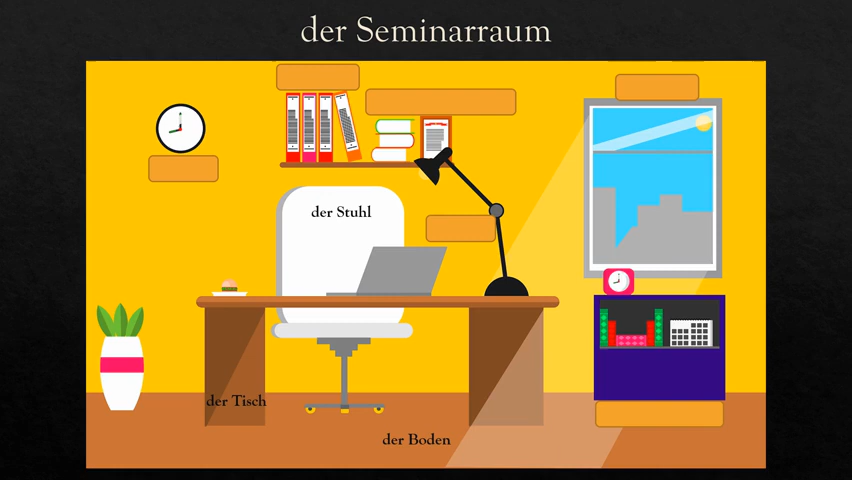 der Seminarraum
der Stuhl
der Tisch
der Boden